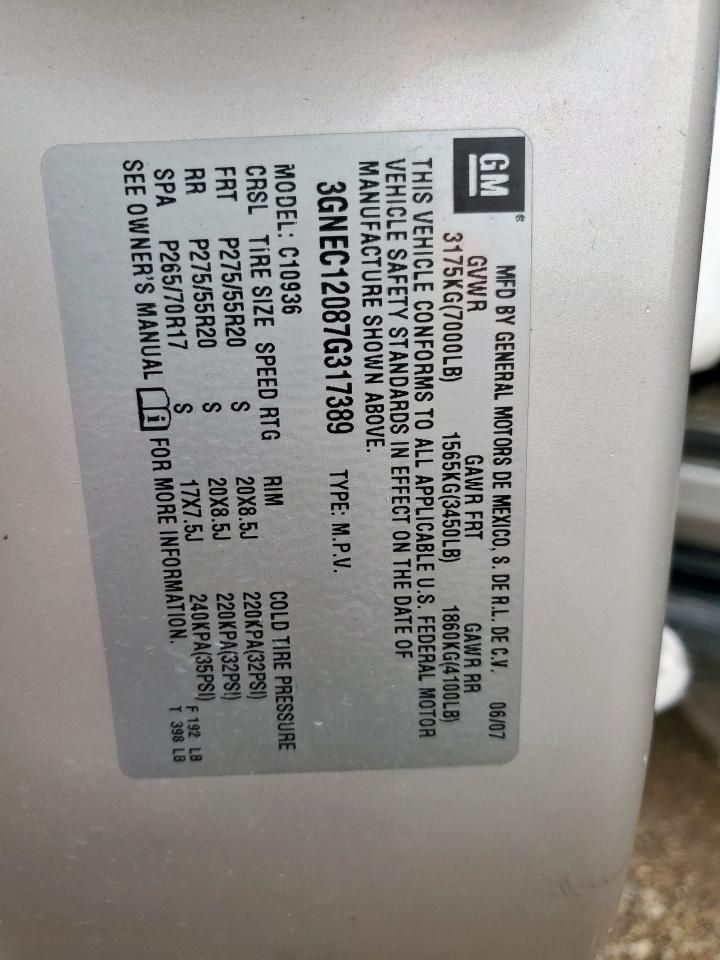 GM®
MFD BY GENERAL MOTORS DE MEXICO, S. DE R.L. DE C.V. 06/07
GVWR GAWR FRT GAWR RR
3175KG(7000LB) 1565KG(3450LB) 1860KG(4100LB)
THIS VEHICLE CONFORMS TO ALL APPLICABLE U.S. FEDERAL MOTOR
VEHICLE SAFETY STANDARDS IN EFFECT ON THE DATE OF
MANUFACTURE SHOWN ABOVE.
3GNEC12087G317389 TYPE: M.P.V.
MODEL: C10936
CRSL TIRE SIZE SPEED RTG RIM COLD TIRE PRESSURE
FRT P275/55R20 S 20X8.5J 220KPA(32PSI)
RR P275/55R20 S 20X8.5J 220KPA(32PSI)
SPA P265/70R17 S 17X7.5J 240KPA(35PSI) F 192 LB
SEE OWNER'S MANUAL i FOR MORE INFORMATION. T 398 LB